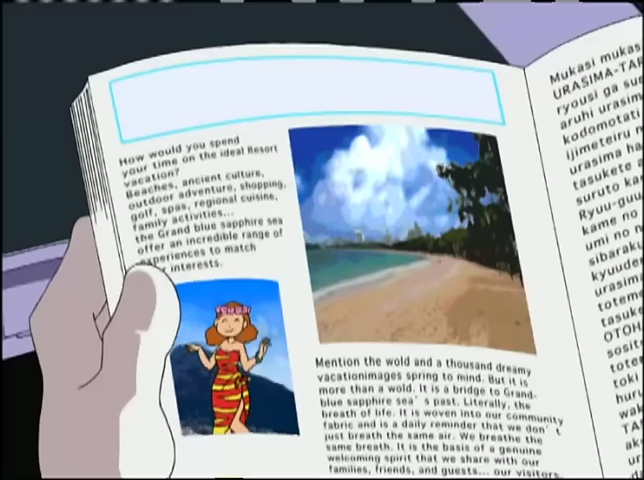 How would you spend
your time on the ideal Resort
vacation?
Beaches, ancient culture,
outdoor adventure, shopping,
golf, spas, regional cuisine,
family activities...
the Grand blue sapphire sea
offer an incredible range of
experiences to match
interests.
Mention the wold and a thousand dreamy
vacationimages spring to mind. But it is
more than a wold. It is a bridge to Grand-
blue sapphire sea's past. Literally, the
breath of life. It is woven into our community
fabric and is a daily reminder that we don't
just breath the same air. We breathe the
same breath. It is the basis of a genuine
welcoming spirit that we share with our
families, friends, and guests... our visitors.
Mukasi mukas
URASIMA-TAR
ryousi ga su
aruhi urasim
kodomotati
ijimeteiru
urasima ha
tasukete a
suruto ka
Ryuu-guu
kame no
umi no n
kyuude
urasim
totem
tasuk
OTOH
sosit
tote
toki
huru
wa
TA
ak
ur